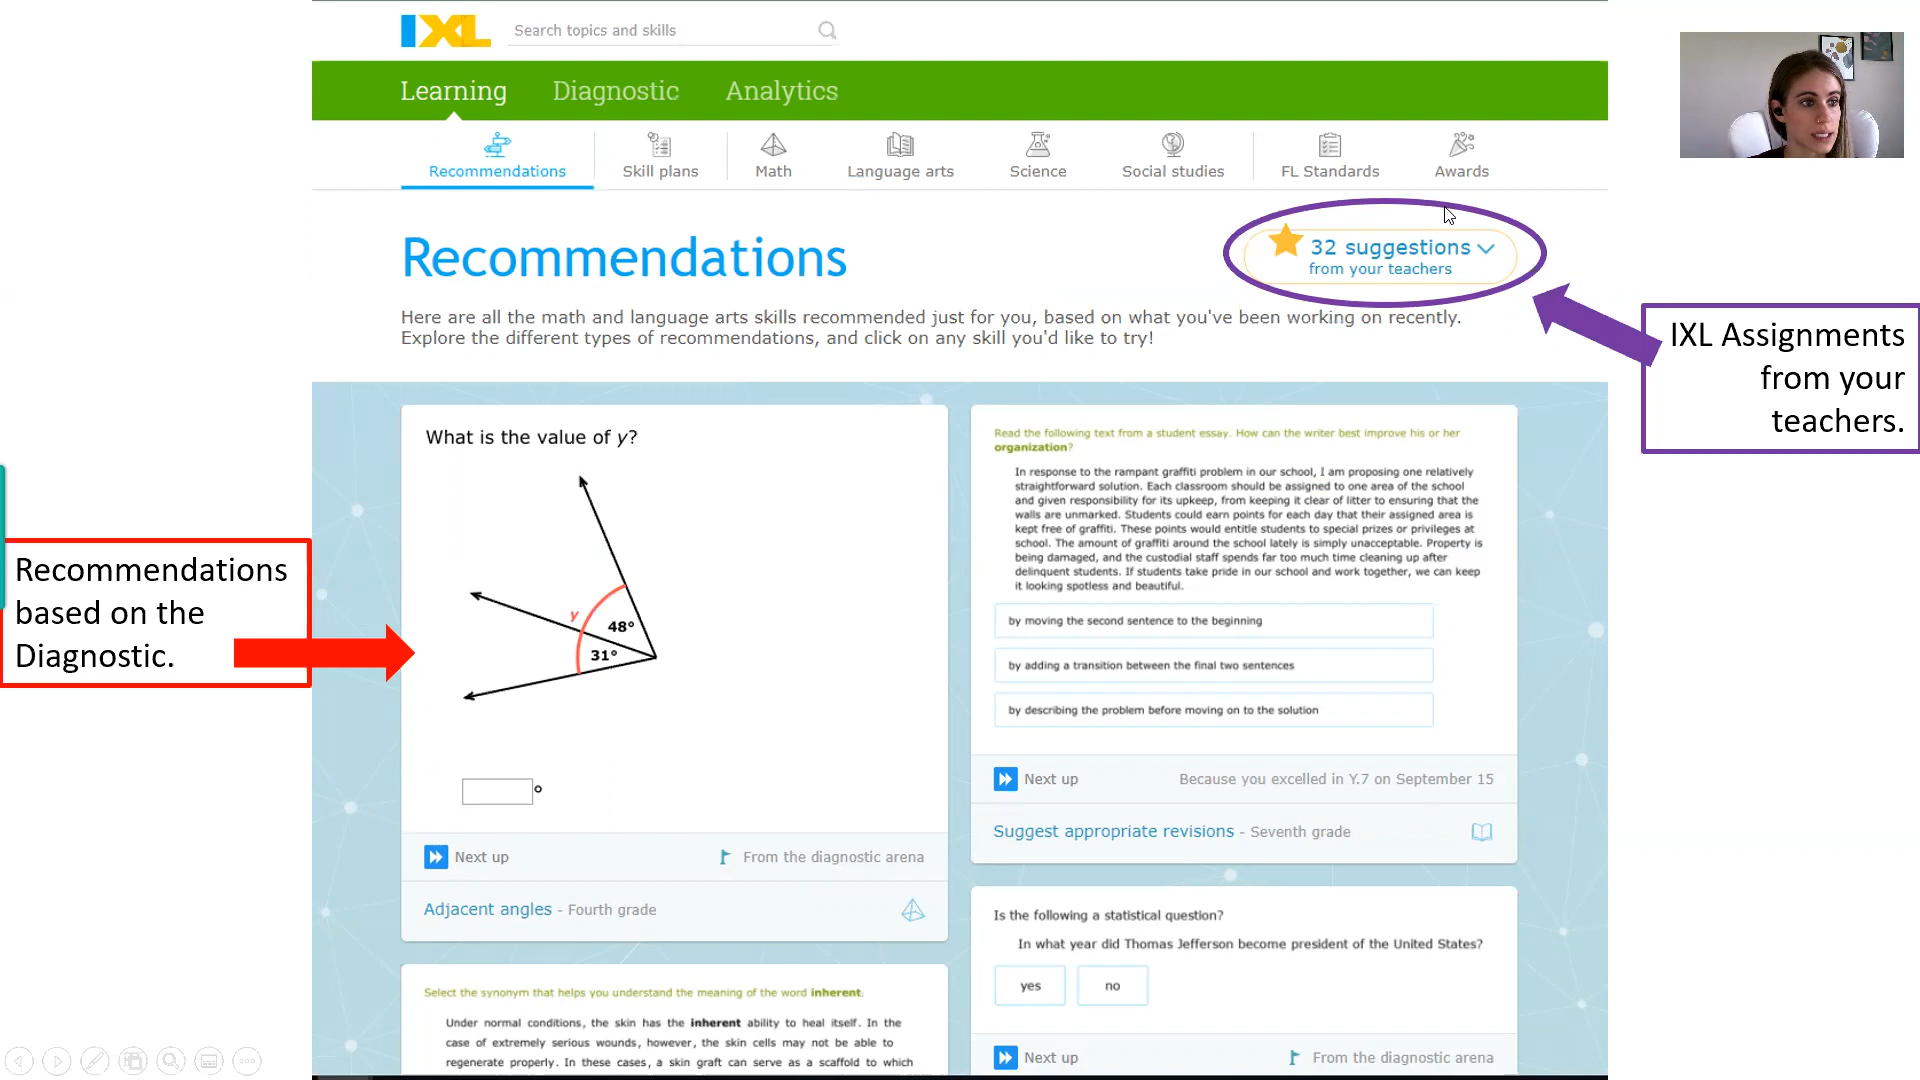 IXL
Search topics and skills
Learning Diagnostic Analytics
Recommendations Skill plans Math Language arts Science Social studies FL Standards Awards
Recommendations
32 suggestions
from your teachers
Here are all the math and language arts skills recommended just for you, based on what you've been working on recently.
Explore the different types of recommendations, and click on any skill you'd like to try!
IXL Assignments
from your
teachers.
Recommendations
based on the
Diagnostic.
What is the value of y?
y
48°
31°
°
Next up From the diagnostic arena
Adjacent angles - Fourth grade
Read the following text from a student essay. How can the writer best improve his or her
organization?
In response to the rampant graffiti problem in our school, I am proposing one relatively
straightforward solution. Each classroom should be assigned to one area of the school
and given responsibility for its upkeep, from keeping it clear of litter to ensuring that the
walls are unmarked. Students could earn points for each day that their assigned area is
kept free of graffiti. These points would entitle students to special prizes or privileges at
school. The amount of graffiti around the school lately is simply unacceptable. Property is
being damaged, and the custodial staff spends far too much time cleaning up after
delinquent students. If students take pride in our school and work together, we can keep
it looking spotless and beautiful.
by moving the second sentence to the beginning
by adding a transition between the final two sentences
by describing the problem before moving on to the solution
Next up Because you excelled in Y.7 on September 15
Suggest appropriate revisions - Seventh grade
Select the synonym that helps you understand the meaning of the word inherent.
Under normal conditions, the skin has the inherent ability to heal itself. In the
case of extremely serious wounds, however, the skin cells may not be able to
regenerate properly. In these cases, a skin graft can serve as a scaffold to which
Is the following a statistical question?
In what year did Thomas Jefferson become president of the United States?
yes no
Next up From the diagnostic arena